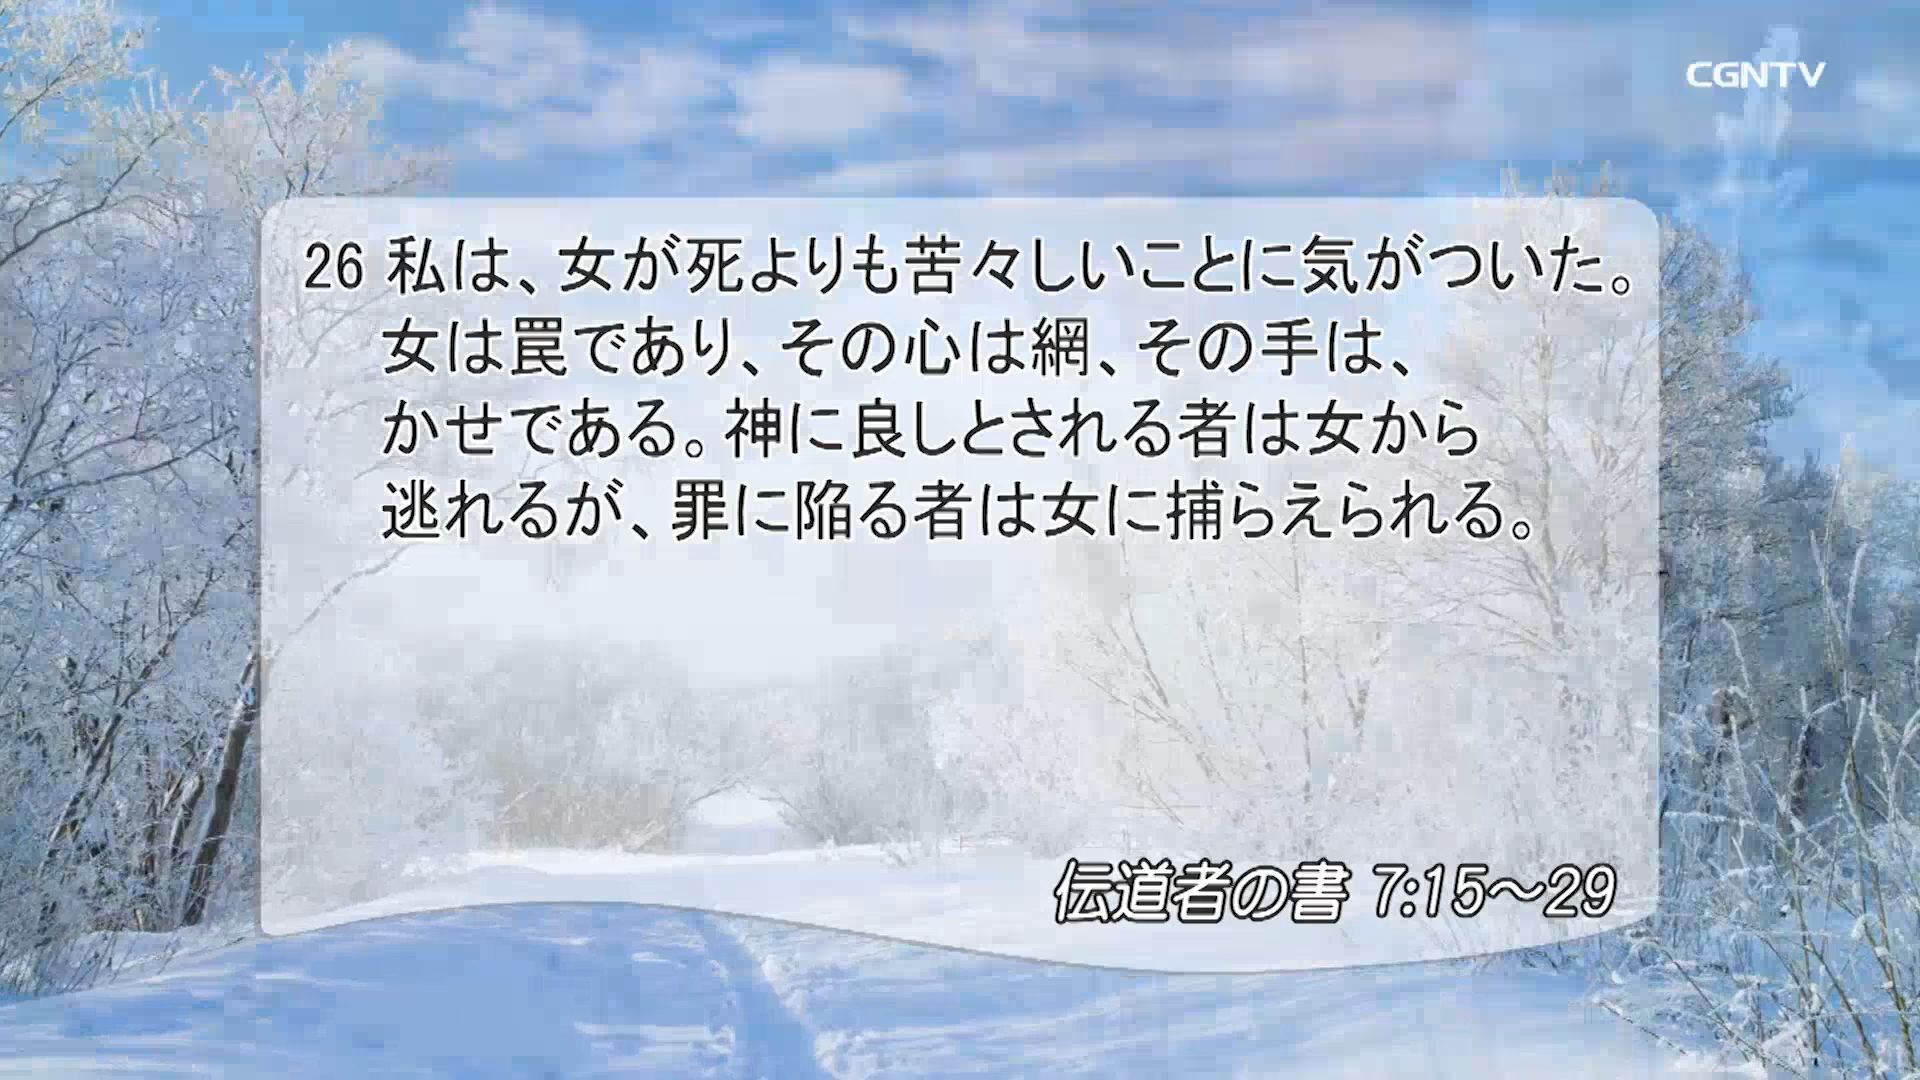 CGNTV
26 私は、女が死よりも苦々しいことに気がついた。
女は罠であり、その心は網、その手は、
かせである。神に良しとされる者は女から
逃れるが、罪に陥る者は女に捕らえられる。
伝道者の書 7:15～29